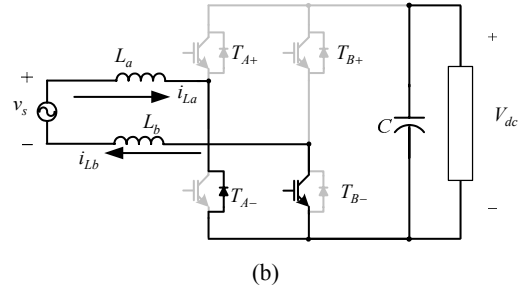 L_a
T_{A+}
T_{B+}
+
+
i_{La}
v_s
L_b
C
V_{dc}
−
i_{Lb}
T_{A−}
T_{B−}
−
(b)